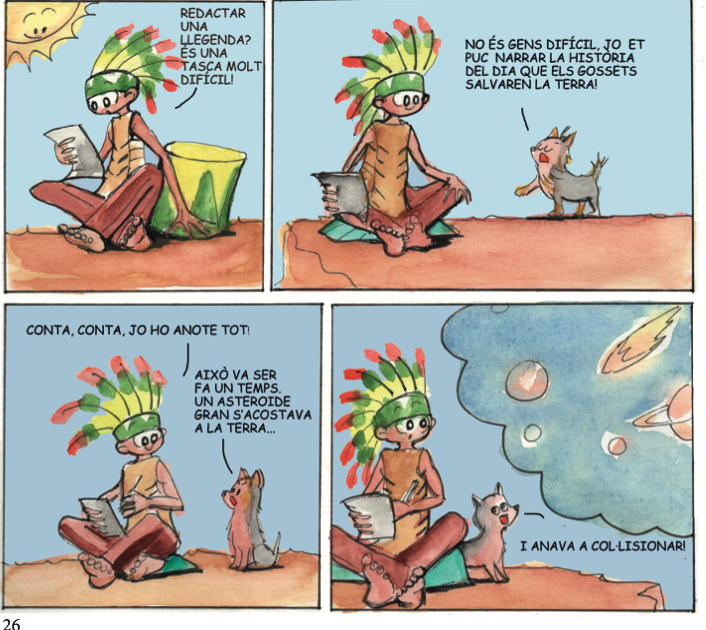 REDACTAR
UNA
LLEGENDA?
ÉS UNA
TASCA MOLT
DIFÍCIL!
NO ÉS GENS DIFÍCIL, JO ET
PUC NARRAR LA HISTÒRIA
DEL DIA QUE ELS GOSSETS
SALVAREN LA TERRA!
CONTA, CONTA, JO HO ANOTE TOT!
AIXÒ VA SER
FA UN TEMPS.
UN ASTEROIDE
GRAN S'ACOSTAVA
A LA TERRA...
I ANAVA A COL·LISIONAR!
26